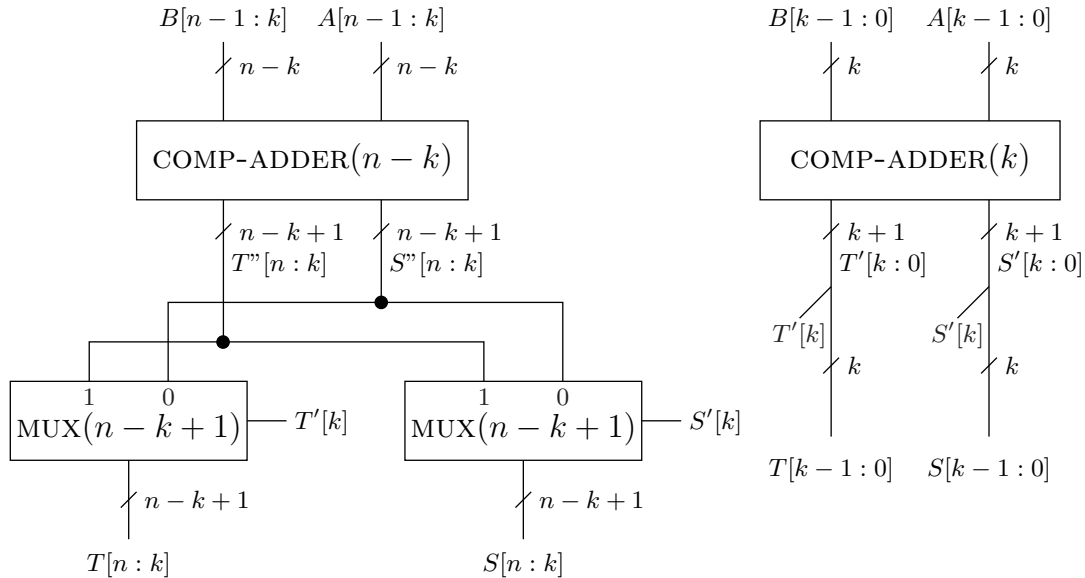 B[n − 1 : k] A[n − 1 : k] B[k − 1 : 0] A[k − 1 : 0]
n − k n − k k k
COMP-ADDER(n − k) COMP-ADDER(k)
n − k + 1 n − k + 1 k + 1 k + 1
T”[n : k] S”[n : k] T′[k : 0] S′[k : 0]
T′[k] S′[k]
k k
1 0 1 0
MUX(n − k + 1) T′[k] MUX(n − k + 1) S′[k]
T[k − 1 : 0] S[k − 1 : 0]
n − k + 1 n − k + 1
T[n : k] S[n : k]